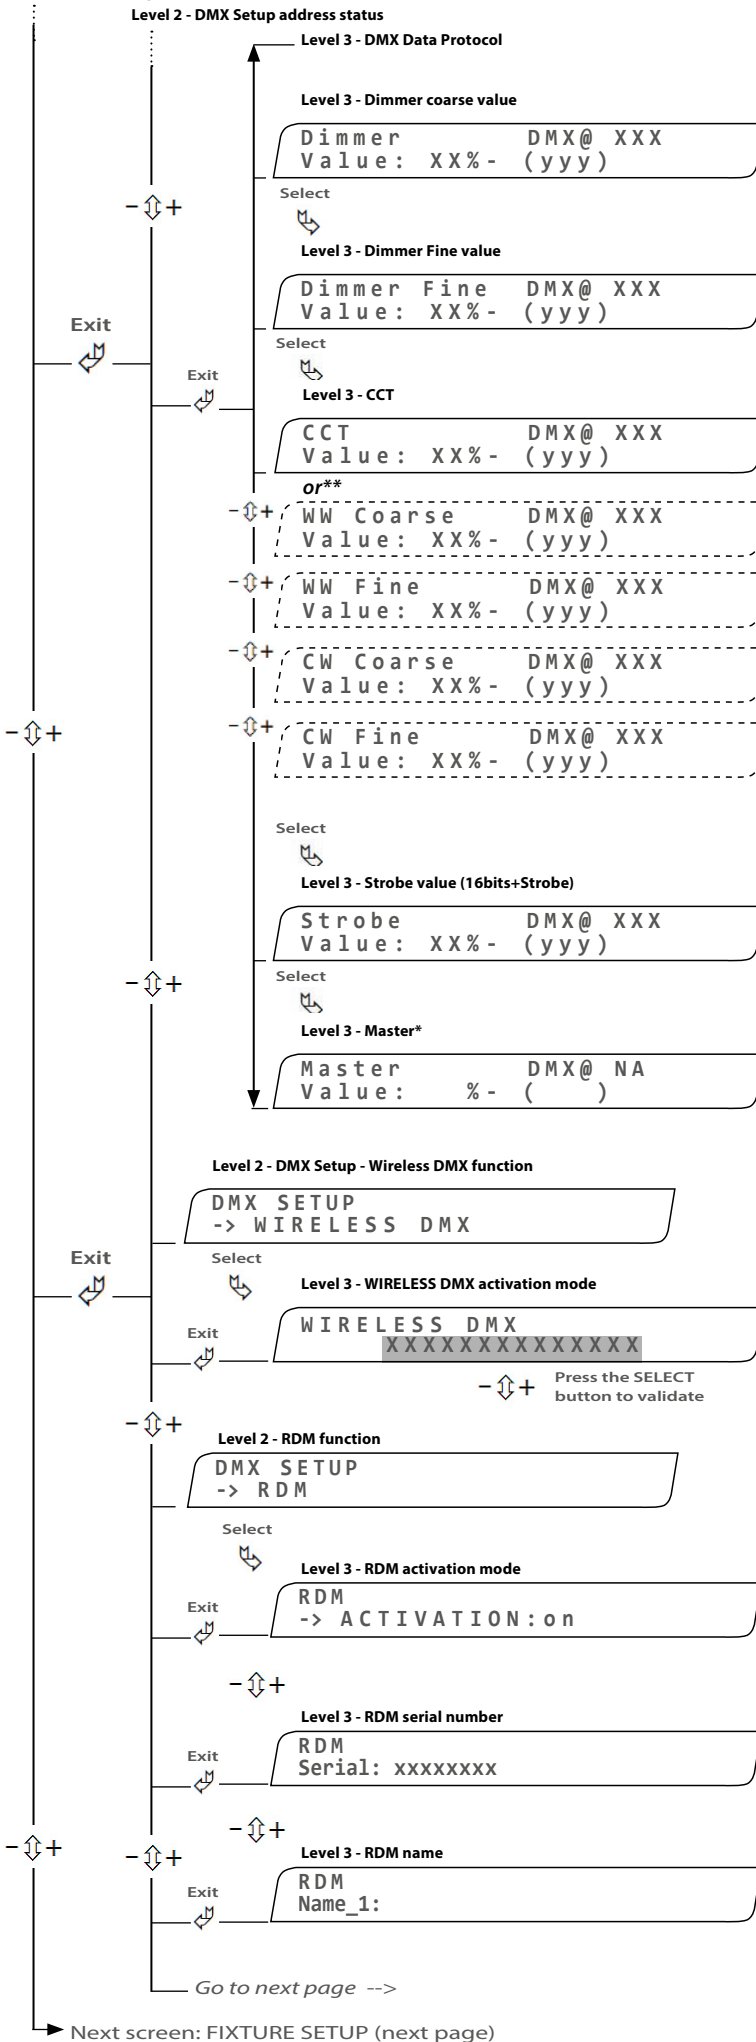 Level 2 - DMX Setup address status
Level 3 - DMX Data Protocol
Level 3 - Dimmer coarse value
Dimmer DMX@ XXX
Value: XX%- (yyy)
Select
- +
Level 3 - Dimmer Fine value
Dimmer Fine DMX@ XXX
Value: XX%- (yyy)
Exit
Select
Exit
Level 3 - CCT
CCT DMX@ XXX
Value: XX%- (yyy)
or**
- +
WW Coarse DMX@ XXX
Value: XX%- (yyy)
- +
WW Fine DMX@ XXX
Value: XX%- (yyy)
- +
CW Coarse DMX@ XXX
Value: XX%- (yyy)
- +
- +
CW Fine DMX@ XXX
Value: XX%- (yyy)
Select
Level 3 - Strobe value (16bits+Strobe)
Strobe DMX@ XXX
Value: XX%- (yyy)
Select
- +
Level 3 - Master*
Master DMX@ NA
Value: %- ( )
Level 2 - DMX Setup - Wireless DMX function
DMX SETUP
-> WIRELESS DMX
Exit
Select
Level 3 - WIRELESS DMX activation mode
WIRELESS DMX
XXXXXXXXXXXXXX
Exit
- +
Press the SELECT
button to validate
- +
Level 2 - RDM function
DMX SETUP
-> RDM
Select
Level 3 - RDM activation mode
RDM
-> ACTIVATION:on
Exit
- +
Level 3 - RDM serial number
RDM
Serial: xxxxxxxx
Exit
- +
- +
- +
Level 3 - RDM name
RDM
Name_1:
Exit
Go to next page -->
Next screen: FIXTURE SETUP (next page)